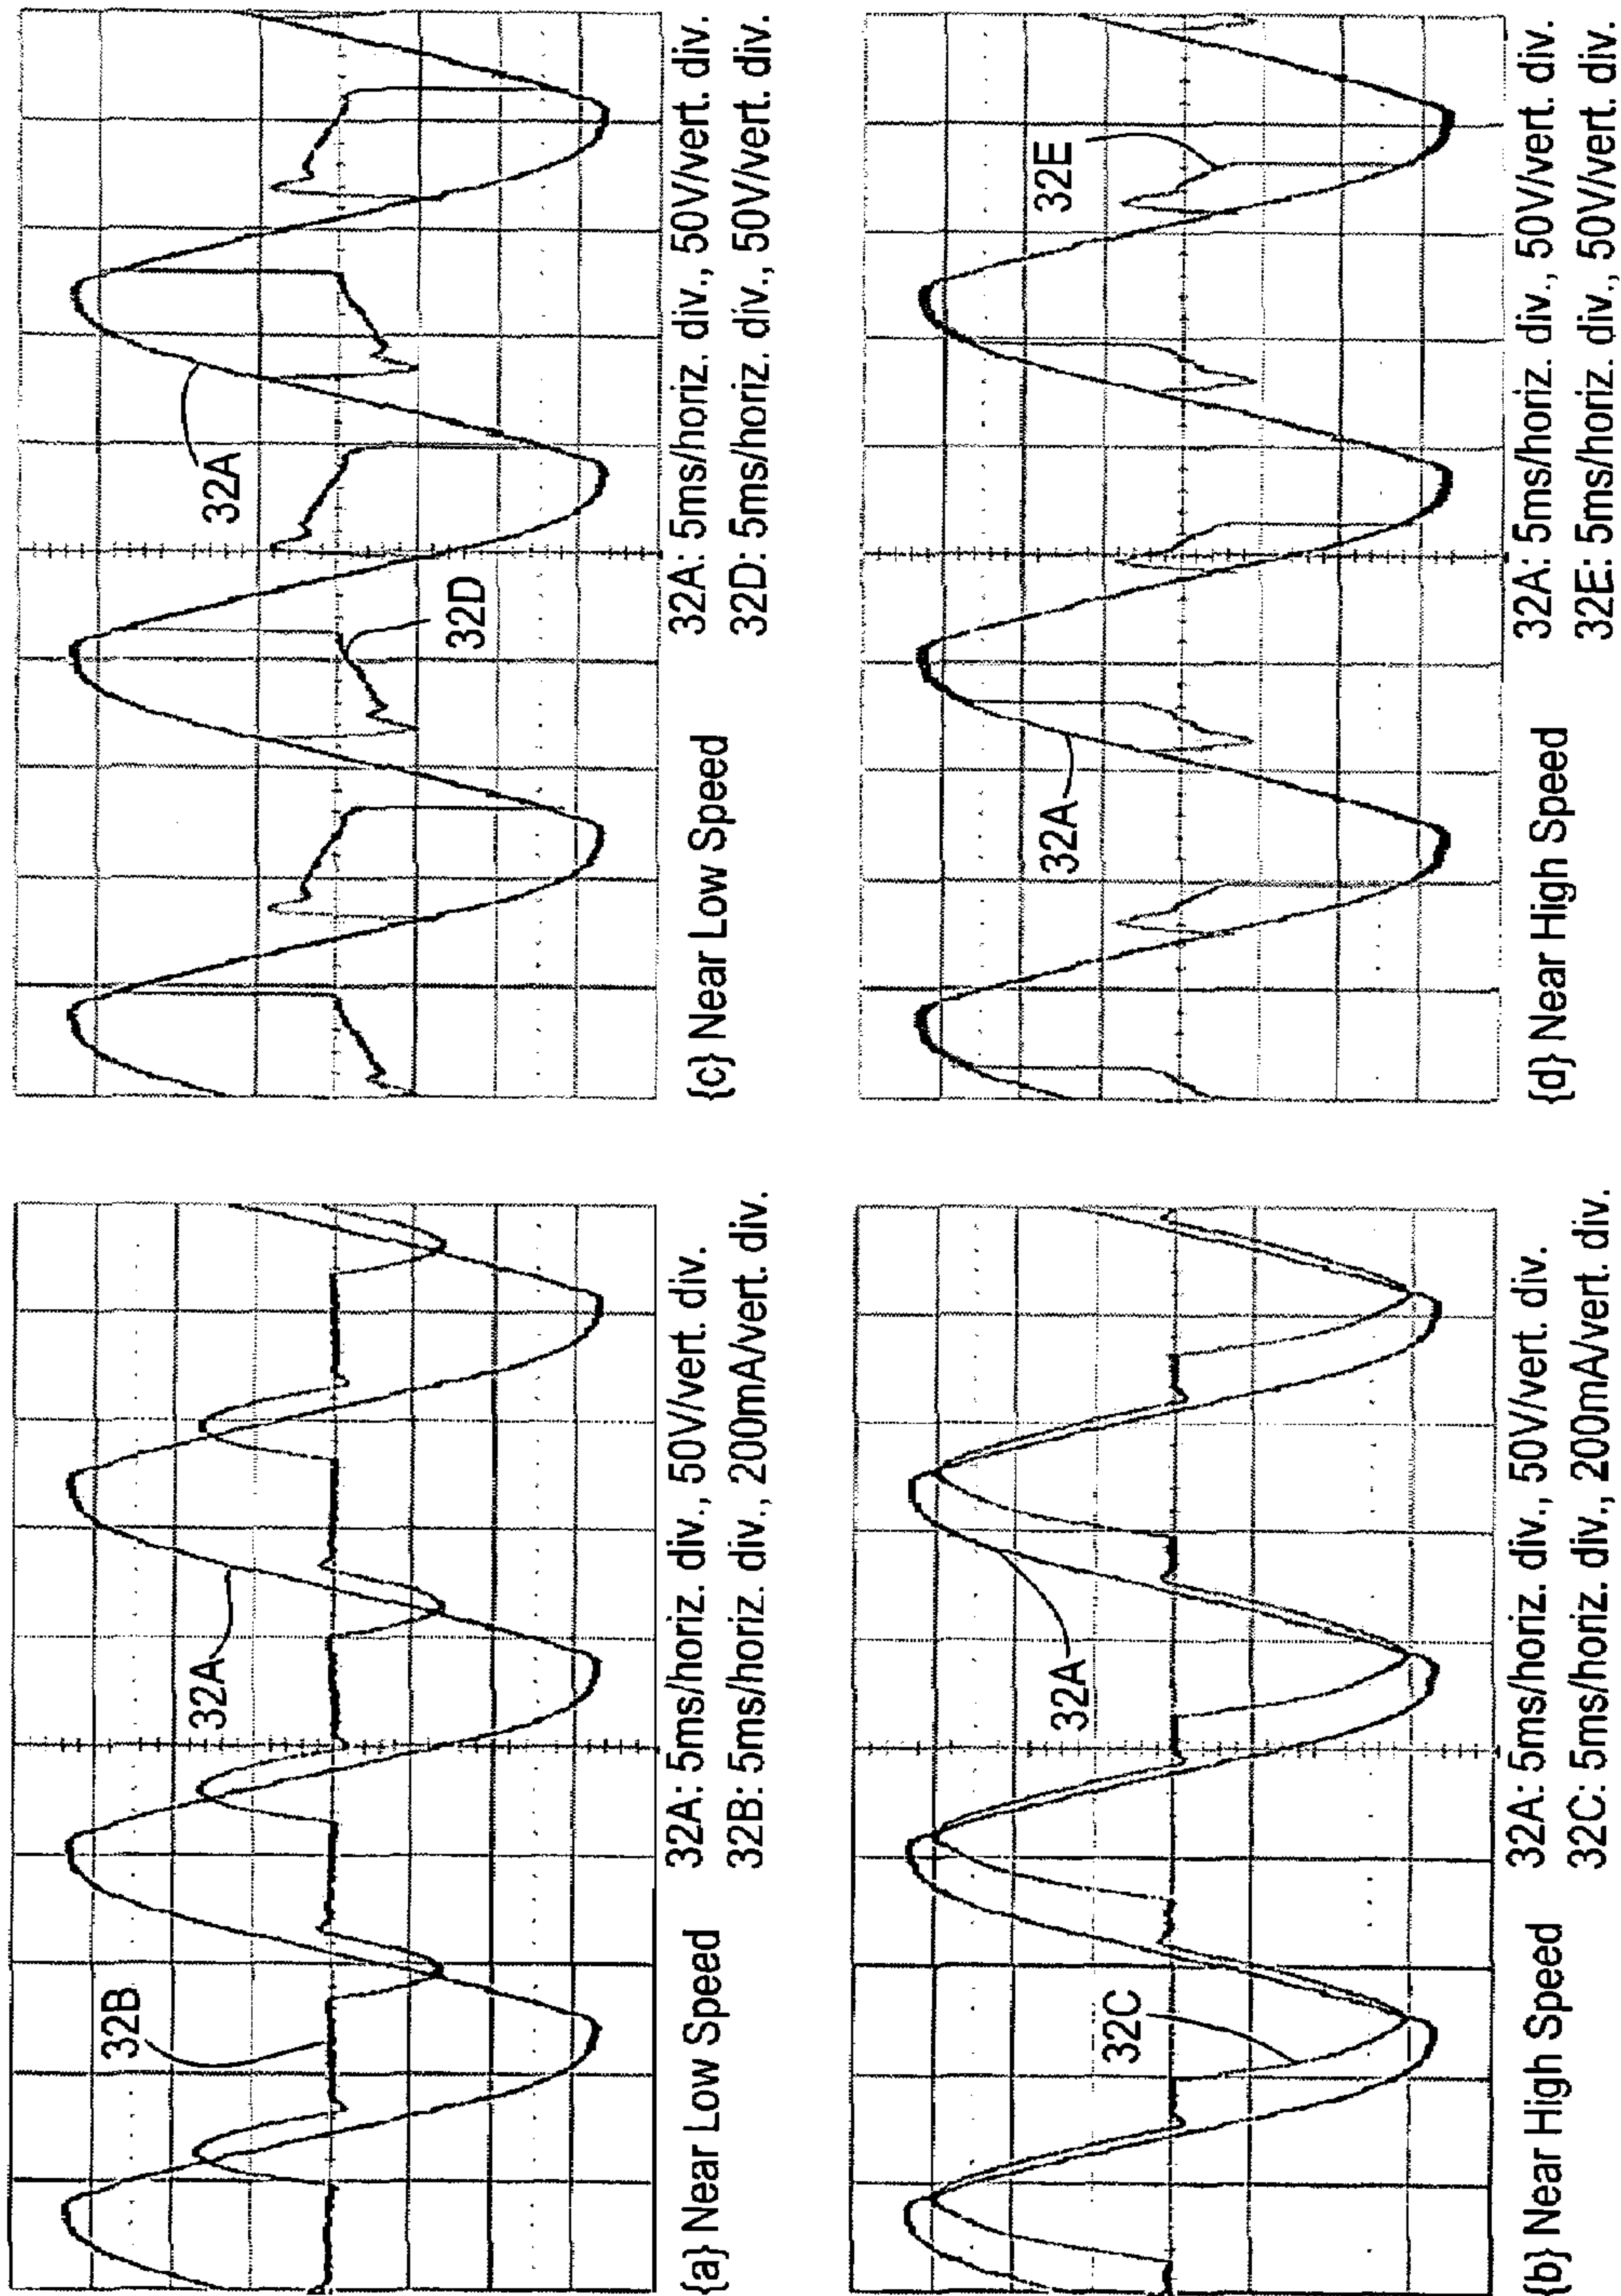 32B
32A
{a} Near Low Speed
32A: 5ms/horiz. div., 50V/vert. div.
32B: 5ms/horiz. div., 200mA/vert. div.
32C
32A
{b} Near High Speed
32A: 5ms/horiz. div., 50V/vert. div.
32C: 5ms/horiz. div., 200mA/vert. div.
32D
32A
{c} Near Low Speed
32A: 5ms/horiz. div., 50V/vert. div.
32D: 5ms/horiz. div., 50V/vert. div.
32A
32E
{d} Near High Speed
32A: 5ms/horiz. div., 50V/vert. div.
32E: 5ms/horiz. div., 50V/vert. div.